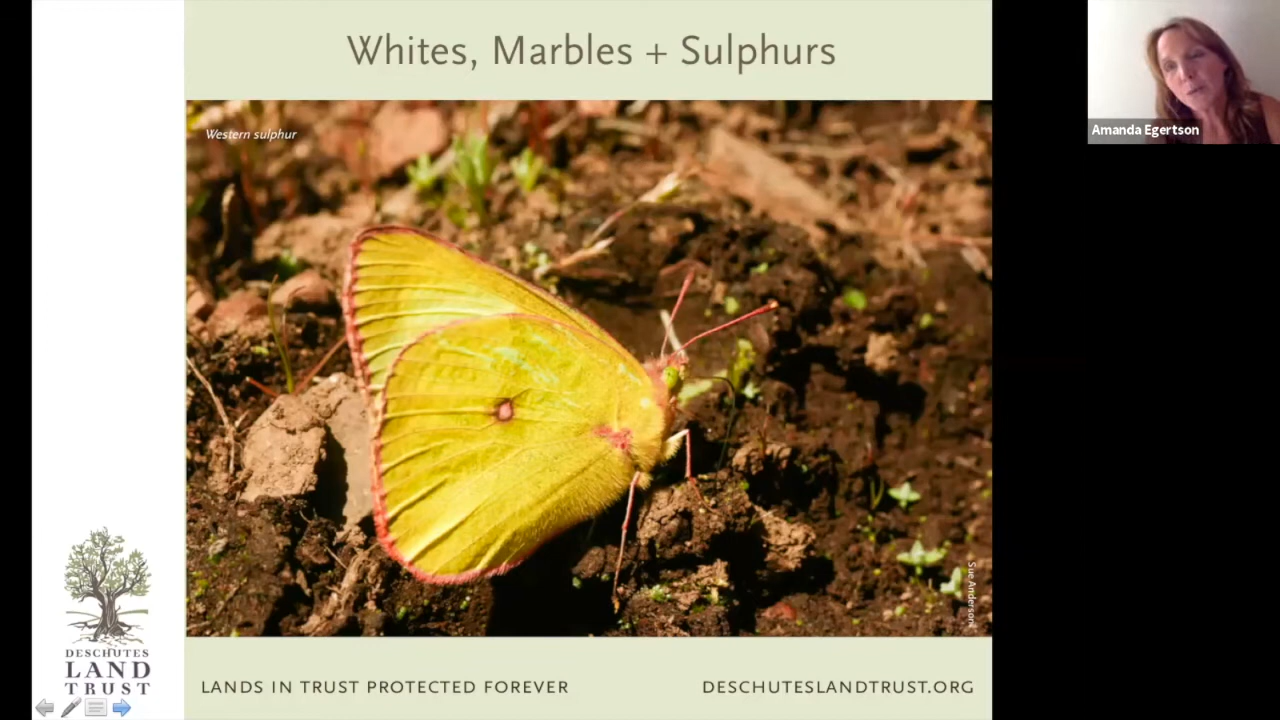 Whites, Marbles + Sulphurs
Western sulphur
Amanda Egertson
Sue Anderson
DESCHUTES
LAND
TRUST
LANDS IN TRUST PROTECTED FOREVER
DESCHUTESLANDTRUST.ORG